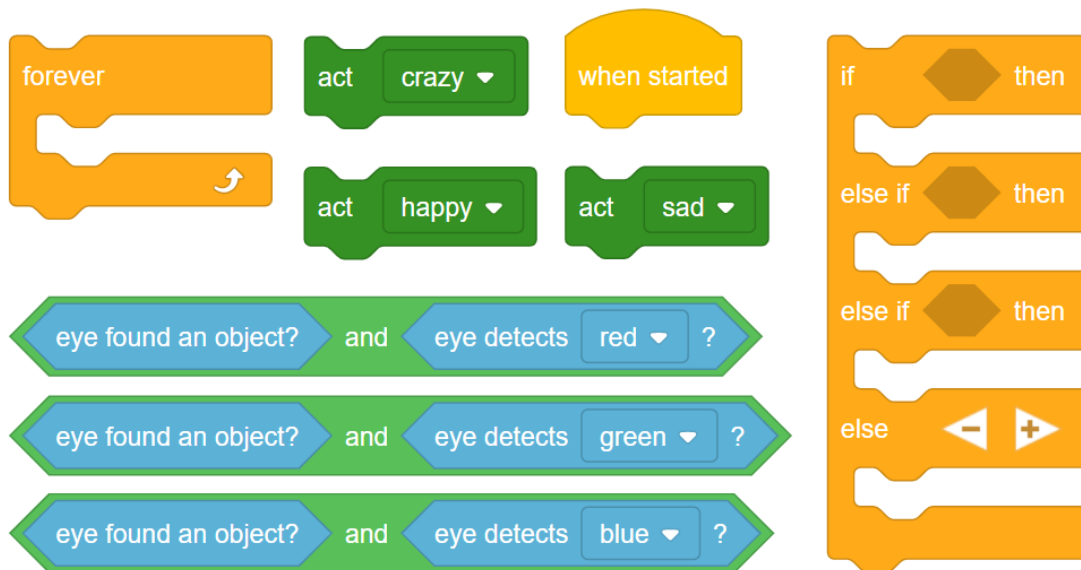 forever
act crazy
when started
act happy
act sad
eye found an object? and eye detects red ?
eye found an object? and eye detects green ?
eye found an object? and eye detects blue ?
if then
else if then
else if then
else - +